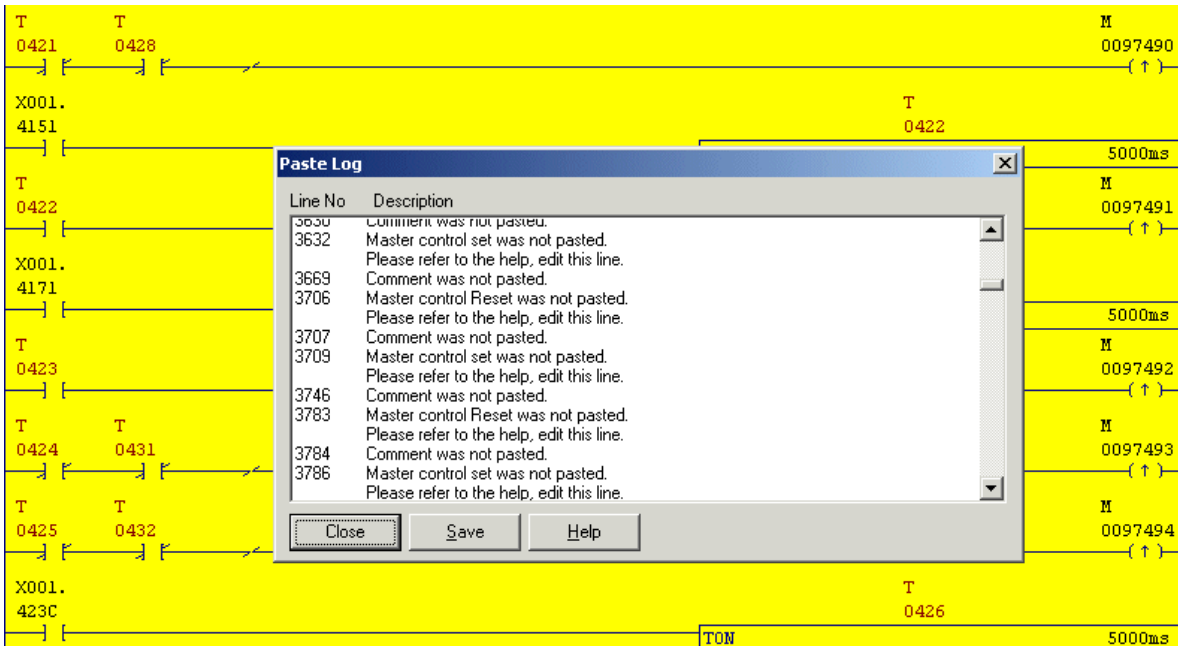 T T M
0421 0428 0097490
( ↑ )
X001. T
4151 0422
5000ms
Paste Log
T M
0422 0097491
( ↑ )
X001.
4171
5000ms
T M
0423 0097492
( ↑ )
T T M
0424 0431 0097493
( ↑ )
T T M
0425 0432 0097494
( ↑ )
X001. T
423C 0426
TON 5000ms
Line No Description
3630 Comment was not pasted.
3632 Master control set was not pasted.
Please refer to the help, edit this line.
3669 Comment was not pasted.
3706 Master control Reset was not pasted.
Please refer to the help, edit this line.
3707 Comment was not pasted.
3709 Master control set was not pasted.
Please refer to the help, edit this line.
3746 Comment was not pasted.
3783 Master control Reset was not pasted.
Please refer to the help, edit this line.
3784 Comment was not pasted.
3786 Master control set was not pasted.
Please refer to the help, edit this line.
Close Save Help